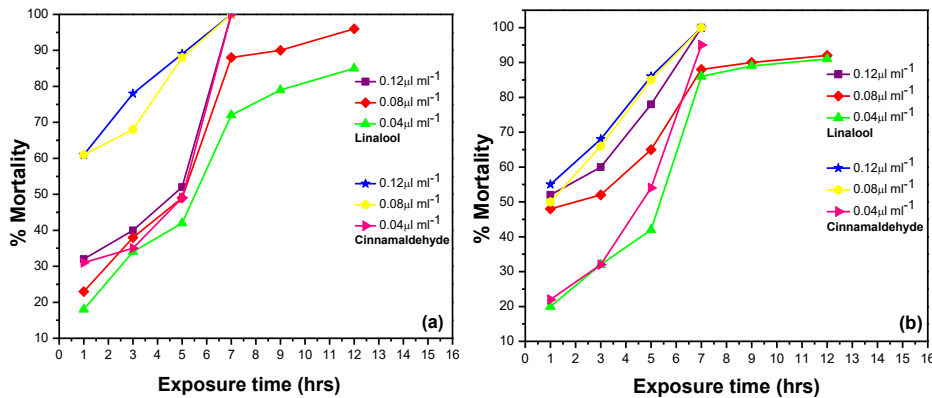 100
90
80
70
60
50
40
30
20
10
% Mortality
0 1 2 3 4 5 6 7 8 9 10 11 12 13 14 15 16
Exposure time (hrs)
0.12µl ml⁻¹
0.08µl ml⁻¹
0.04µl ml⁻¹
Linalool
0.12µl ml⁻¹
0.08µl ml⁻¹
0.04µl ml⁻¹
Cinnamaldehyde
(a)
100
90
80
70
60
50
40
30
20
10
% Mortality
0 1 2 3 4 5 6 7 8 9 10 11 12 13 14 15 16
Exposure time (hrs)
0.12µl ml⁻¹
0.08µl ml⁻¹
0.04µl ml⁻¹
Linalool
0.12µl ml⁻¹
0.08µl ml⁻¹
0.04µl ml⁻¹
Cinnamaldehyde
(b)